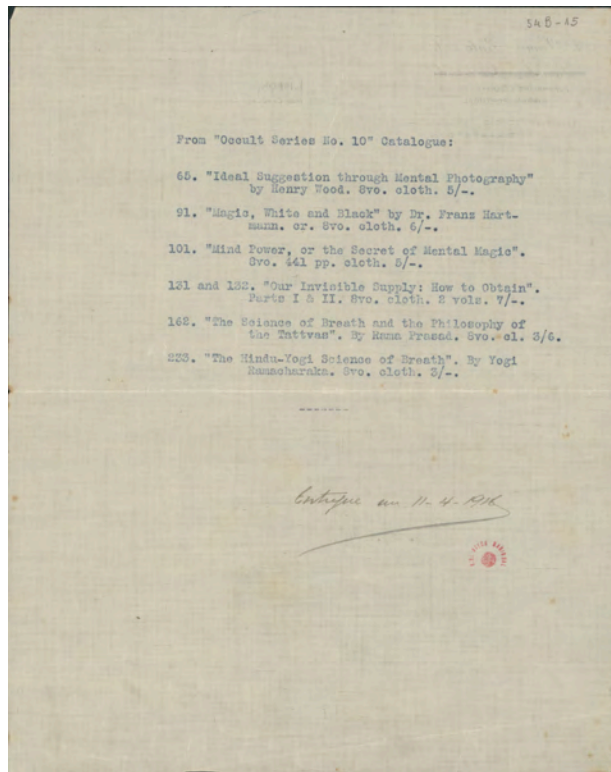 54B-15
From "Occult Series No. 10" Catalogue:
65. "Ideal Suggestion through Mental Photography"
by Henry Wood. 8vo. cloth. 5/-.
91. "Magic, White and Black" by Dr. Franz Hart-
mann. cr. 8vo. cloth. 6/-.
101. "Mind Power, or the Secret of Mental Magic".
8vo. 441 pp. cloth. 5/-.
131 and 132. "Our Invisible Supply: How to Obtain".
Parts I & II. 8vo. cloth. 2 vols. 7/-.
162. "The Science of Breath and the Philosophy of
the Tattvas". By Rama Prasad. 8vo. cl. 3/6.
233. "The Hindu-Yogi Science of Breath". By Yogi
Ramacharaka. 8vo. cloth. 3/-.
-------
11-4-1916